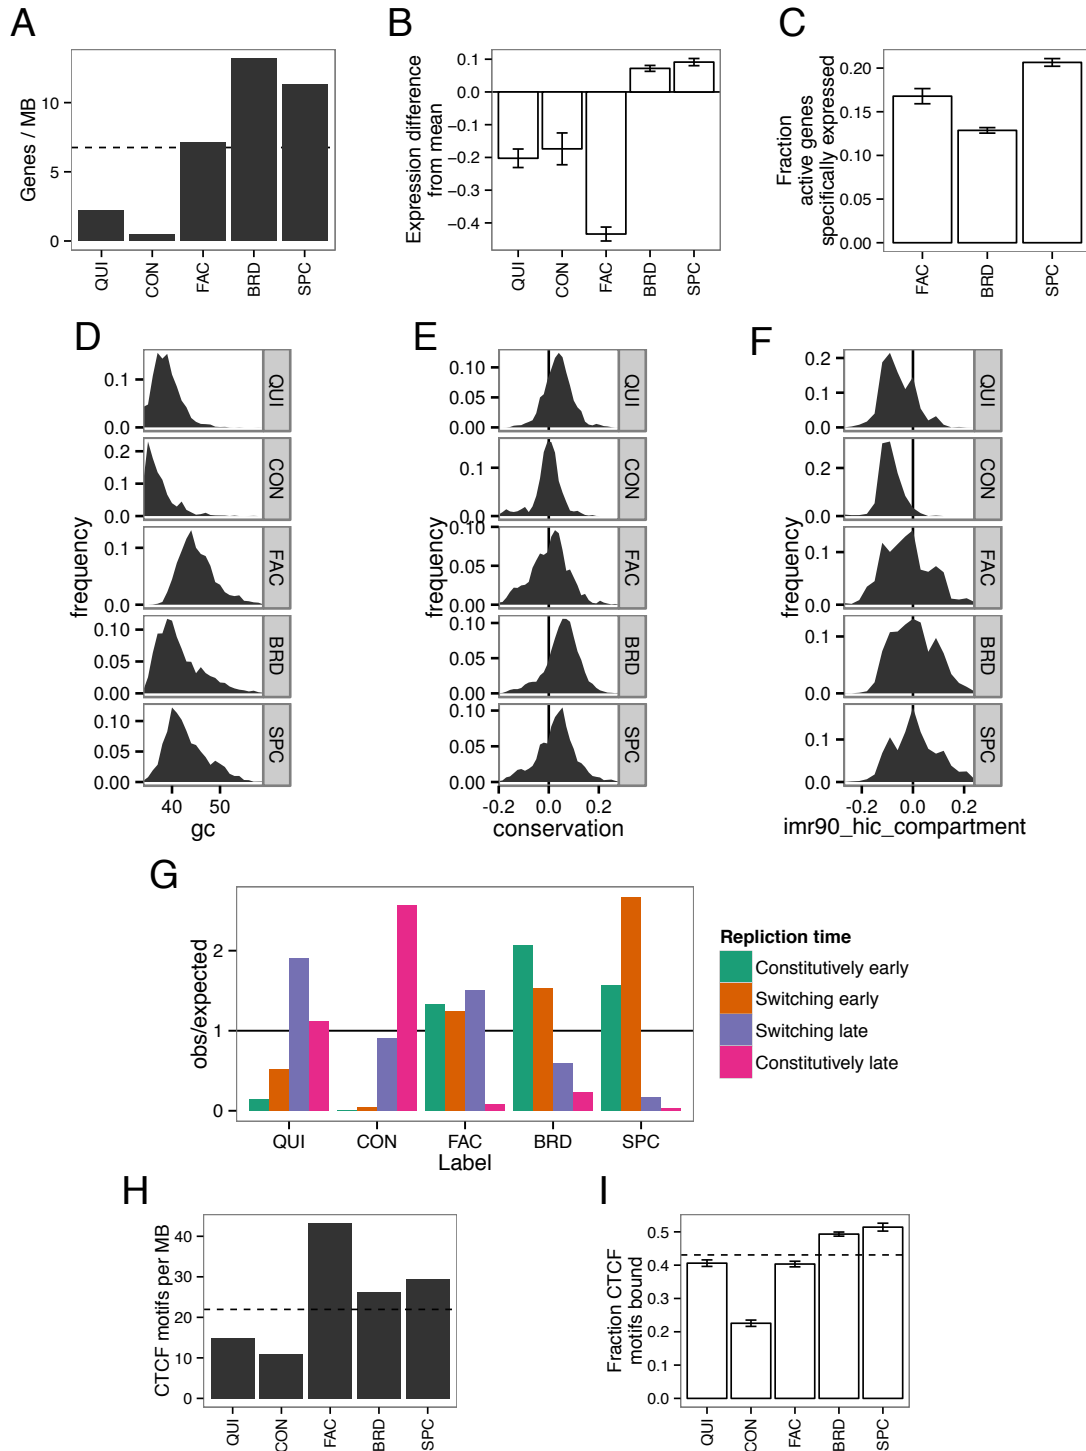 A
Genes / MB
10
5
0
QUI
CON
FAC
BRD
SPC
B
Expression difference
from mean
0.1
0.0
−0.1
−0.2
−0.3
−0.4
QUI
CON
FAC
BRD
SPC
C
Fraction
active genes
specifically expressed
0.20
0.15
0.10
0.05
0.00
FAC
BRD
SPC
D
frequency
0.1
0.0
QUI
0.2
0.1
0.0
CON
0.1
0.0
FAC
0.10
0.05
0.00
BRD
0.10
0.05
0.00
SPC
40
50
gc
E
frequency
0.10
0.05
0.00
QUI
0.1
0.0
CON
0.10
0.05
0.00
FAC
0.10
0.05
0.00
BRD
0.10
0.05
0.00
SPC
-0.2
0.0
0.2
conservation
F
frequency
0.2
0.1
0.0
QUI
0.2
0.0
CON
0.1
0.0
FAC
0.1
0.0
BRD
0.1
0.0
SPC
-0.2
0.0
0.2
imr90_hic_compartment
G
obs/expected
2
1
0
QUI
CON
FAC
BRD
SPC
Label
Repliction time
Constitutively early
Switching early
Switching late
Constitutively late
H
CTCF motifs per MB
40
30
20
10
0
QUI
CON
FAC
BRD
SPC
I
Fraction CTCF
motifs bound
0.5
0.4
0.3
0.2
0.1
0.0
QUI
CON
FAC
BRD
SPC